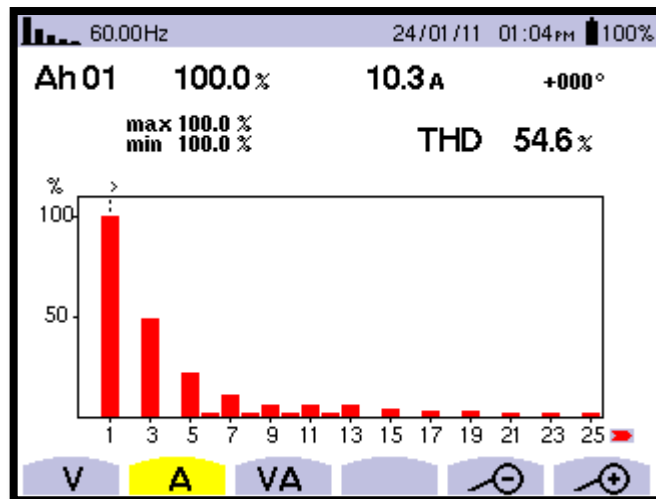 60.00Hz 24/01/11 01:04PM 100%
Ah 01 100.0 % 10.3 A +000°
max 100.0 %
min 100.0 %
THD 54.6 %
%
>
100
50
1 3 5 7 9 11 13 15 17 19 21 23 25
V A VA